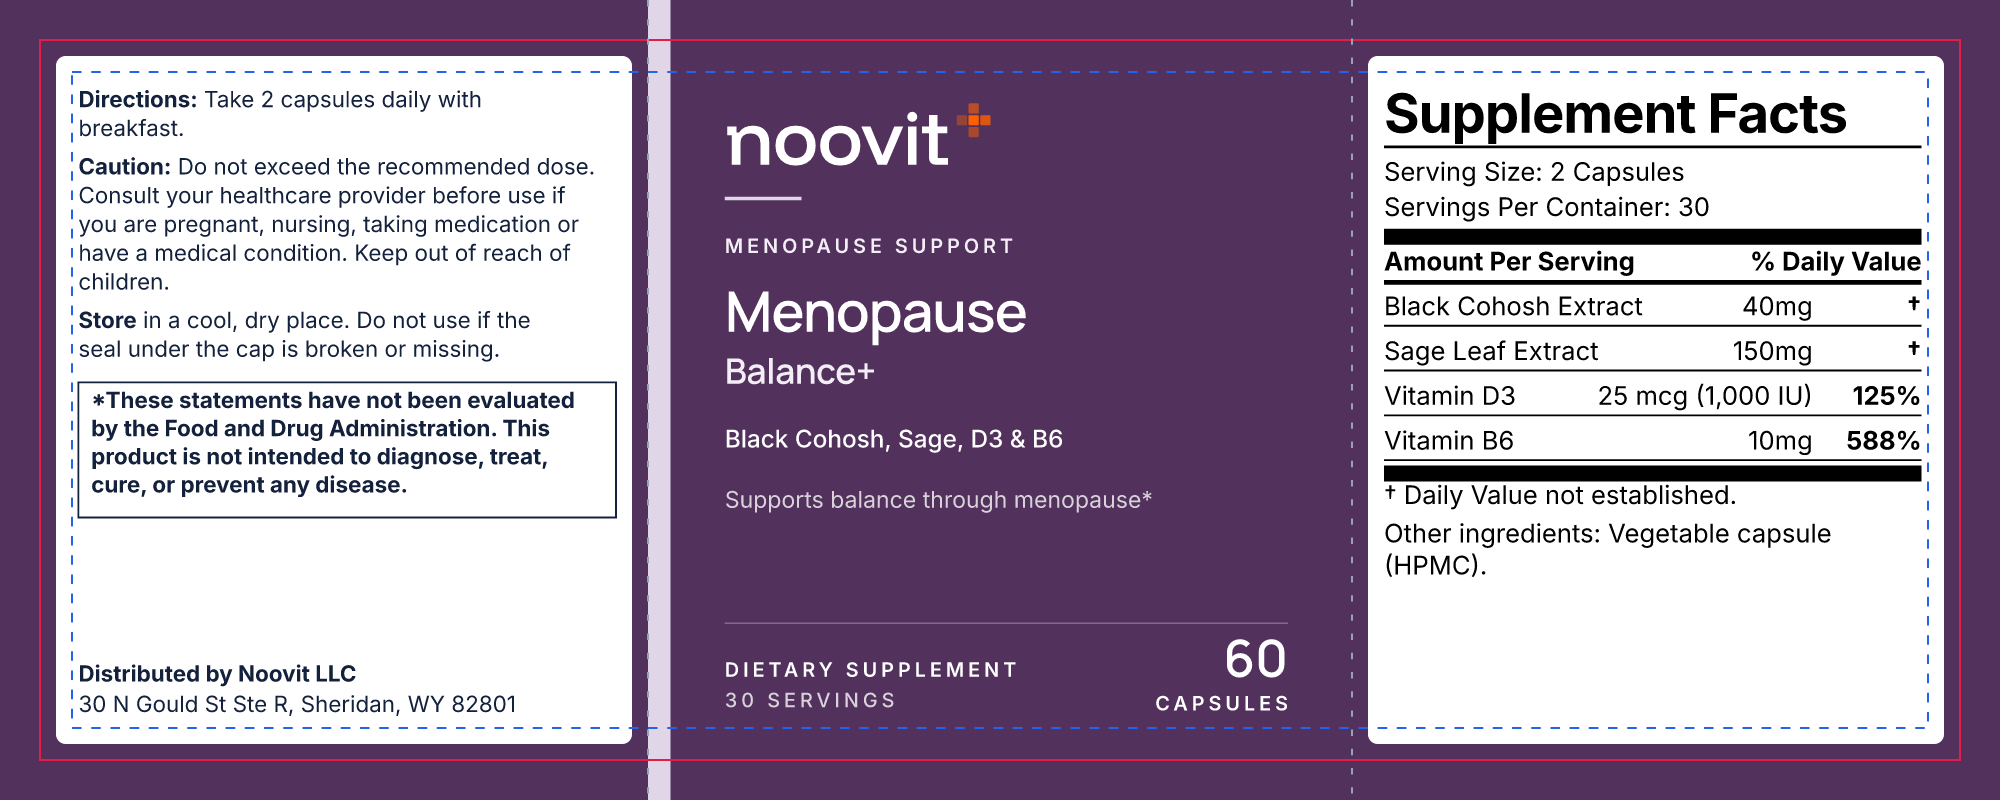 Directions: Take 2 capsules daily with
breakfast.
Caution: Do not exceed the recommended dose.
Consult your healthcare provider before use if
you are pregnant, nursing, taking medication or
have a medical condition. Keep out of reach of
children.
Store in a cool, dry place. Do not use if the
seal under the cap is broken or missing.
*These statements have not been evaluated
by the Food and Drug Administration. This
product is not intended to diagnose, treat,
cure, or prevent any disease.
Distributed by Noovit LLC
30 N Gould St Ste R, Sheridan, WY 82801
noovit
MENOPAUSE SUPPORT
Menopause
Balance+
Black Cohosh, Sage, D3 & B6
Supports balance through menopause*
DIETARY SUPPLEMENT
30 SERVINGS
60
CAPSULES
Supplement Facts
Serving Size: 2 Capsules
Servings Per Container: 30
Amount Per Serving % Daily Value
Black Cohosh Extract 40mg †
Sage Leaf Extract 150mg †
Vitamin D3 25 mcg (1,000 IU) 125%
Vitamin B6 10mg 588%
† Daily Value not established.
Other ingredients: Vegetable capsule
(HPMC).